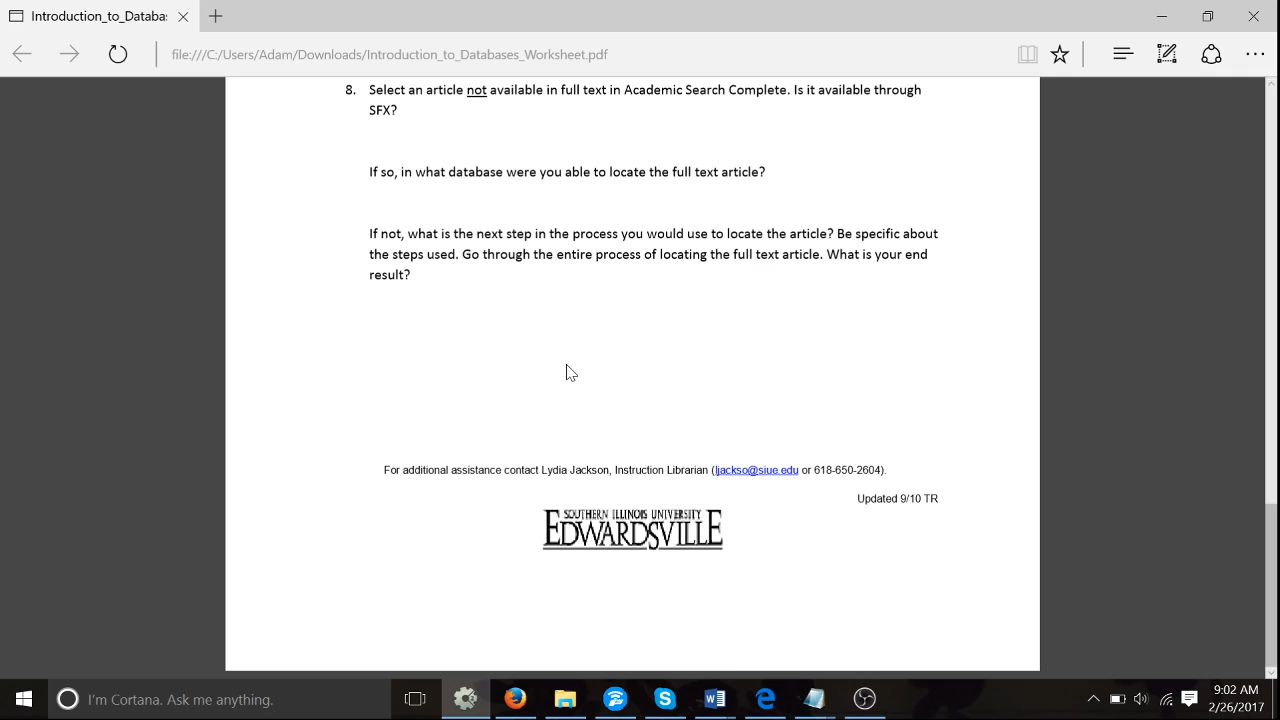 Introduction_to_Databas
file:///C:/Users/Adam/Downloads/Introduction_to_Databases_Worksheet.pdf
8. Select an article not available in full text in Academic Search Complete. Is it available through
SFX?
If so, in what database were you able to locate the full text article?
If not, what is the next step in the process you would use to locate the article? Be specific about
the steps used. Go through the entire process of locating the full text article. What is your end
result?
For additional assistance contact Lydia Jackson, Instruction Librarian (ljackso@siue.edu or 618-650-2604).
Updated 9/10 TR
SOUTHERN ILLINOIS UNIVERSITY
EDWARDSVILLE
I'm Cortana. Ask me anything.
9:02 AM
2/26/2017